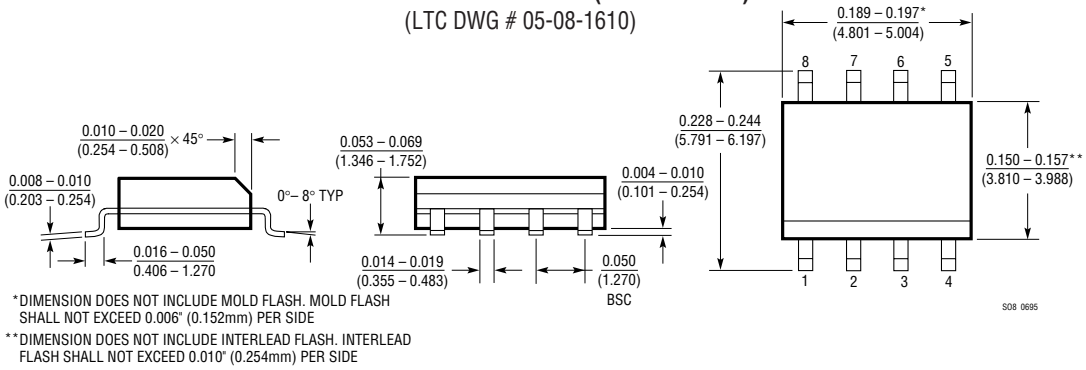 (LTC DWG # 05-08-1610)
0.189 – 0.197*
(4.801 – 5.004)
8 7 6 5
0.228 – 0.244
(5.791 – 6.197)
0.150 – 0.157**
(3.810 – 3.988)
1 2 3 4
0.010 – 0.020
(0.254 – 0.508)
× 45°
0.008 – 0.010
(0.203 – 0.254)
0°– 8° TYP
0.016 – 0.050
0.406 – 1.270
0.053 – 0.069
(1.346 – 1.752)
0.004 – 0.010
(0.101 – 0.254)
0.014 – 0.019
(0.355 – 0.483)
0.050
(1.270)
BSC
*DIMENSION DOES NOT INCLUDE MOLD FLASH. MOLD FLASH
SHALL NOT EXCEED 0.006" (0.152mm) PER SIDE
**DIMENSION DOES NOT INCLUDE INTERLEAD FLASH. INTERLEAD
FLASH SHALL NOT EXCEED 0.010" (0.254mm) PER SIDE
SO8 0695